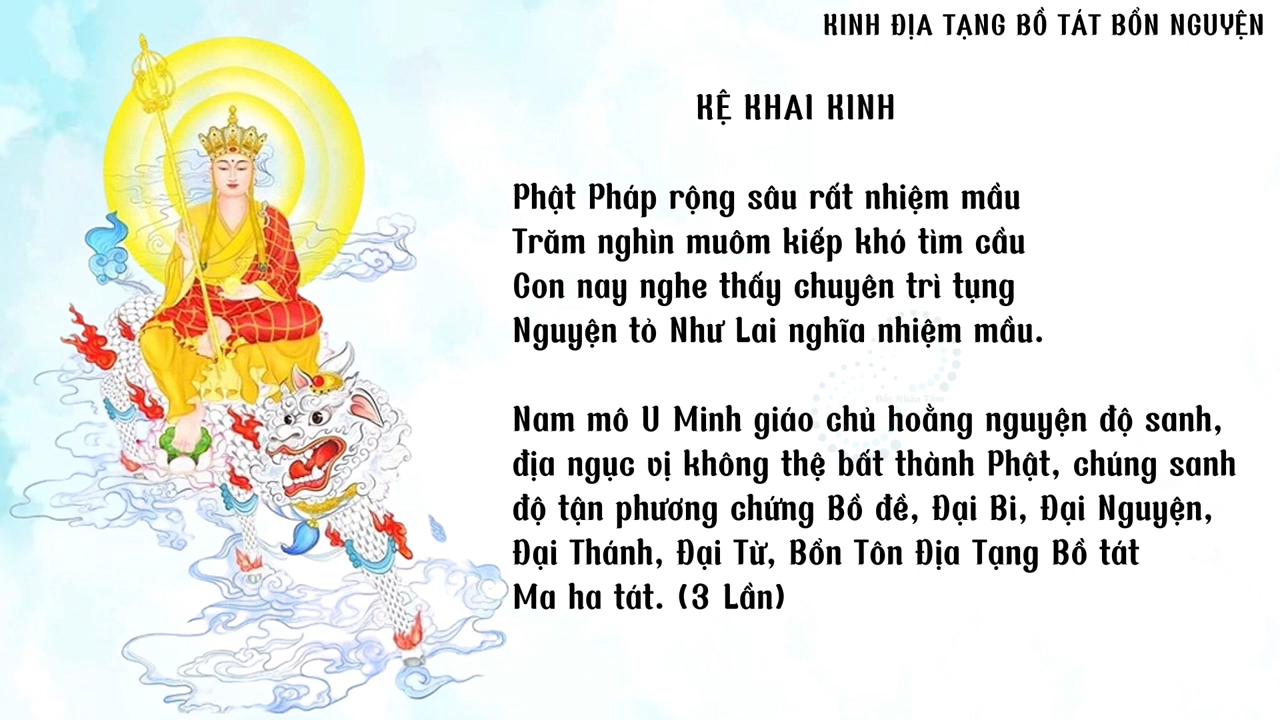 KINH ĐỊA TẠNG BỒ TÁT BỔN NGUYỆN
KỆ KHAI KINH
Phật Pháp rộng sâu rất nhiệm mầu
Trăm nghìn muôm kiếp khó tìm cầu
Con nay nghe thấy chuyên trì tụng
Nguyện tỏ Như Lai nghĩa nhiệm mầu.
Nam mô U Minh giáo chủ hoằng nguyện độ sanh,
địa ngục vị không thệ bất thành Phật, chúng sanh
độ tận phương chứng Bồ đề, Đại Bi, Đại Nguyện,
Đại Thánh, Đại Từ, Bổn Tôn Địa Tạng Bồ tát
Ma ha tát. (3 Lần)
Đắc Nhân Tâm